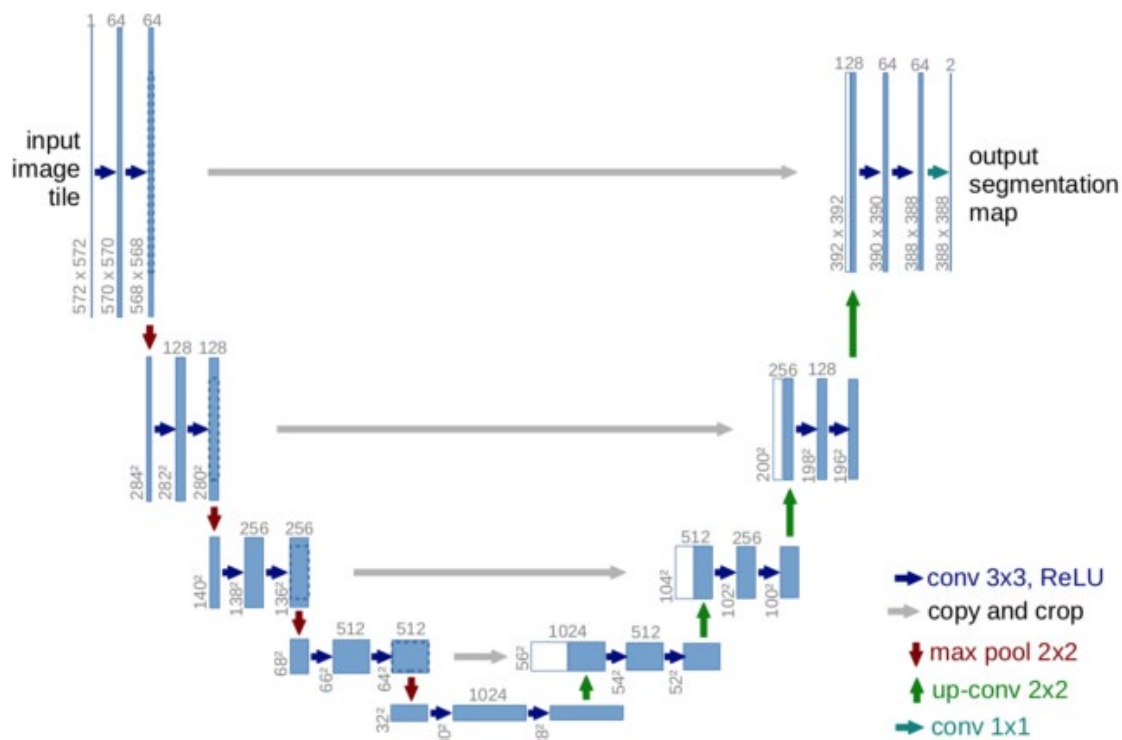 1 64 64
input
image
tile
572 x 572
570 x 570
568 x 568
128 64 64 2
output
segmentation
map
392 x 392
390 x 390
388 x 388
388 x 388
128 128
284²
282²
280²
256 128
200²
198²
196²
256 256
140²
138²
136²
512 256
104²
102²
100²
512 512
68²
66²
64²
1024 512
56²
54²
52²
1024
32²
conv 3x3, ReLU
copy and crop
max pool 2x2
up-conv 2x2
conv 1x1